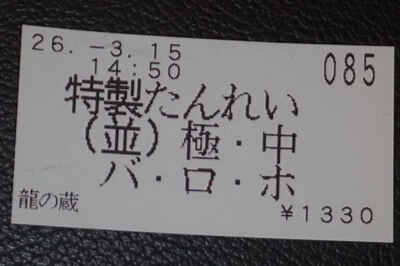 26.-3.15
14:50
085
特製たんれい
(並)極・中
バ・ロ・ホ
龍の蔵
¥1330